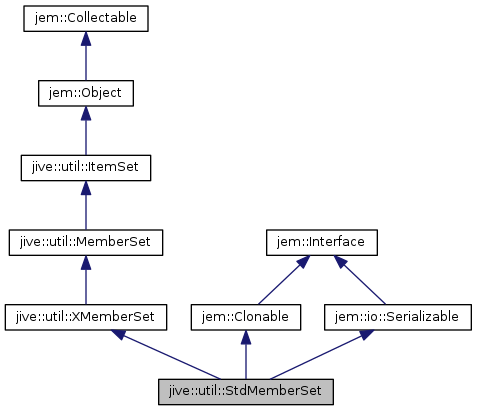 jem::Collectable
jem::Object
jive::util::ItemSet
jive::util::MemberSet
jem::Interface
jive::util::XMemberSet
jem::Clonable
jem::io::Serializable
jive::util::StdMemberSet